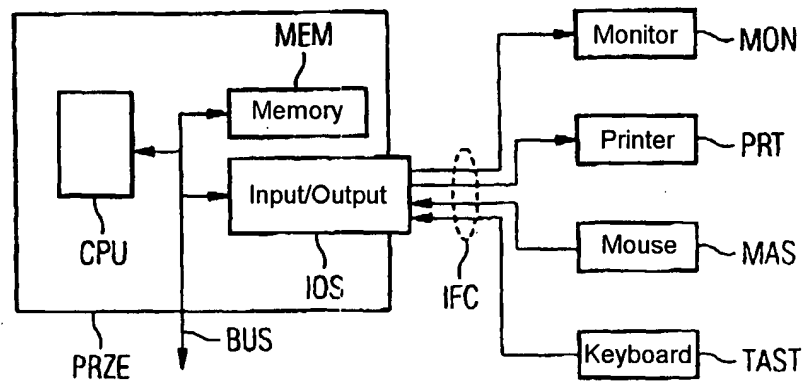 MEM
Monitor
MON
Memory
Printer
PRT
Input/Output
CPU
IOS
IFC
Mouse
MAS
PRZE
BUS
Keyboard
TAST